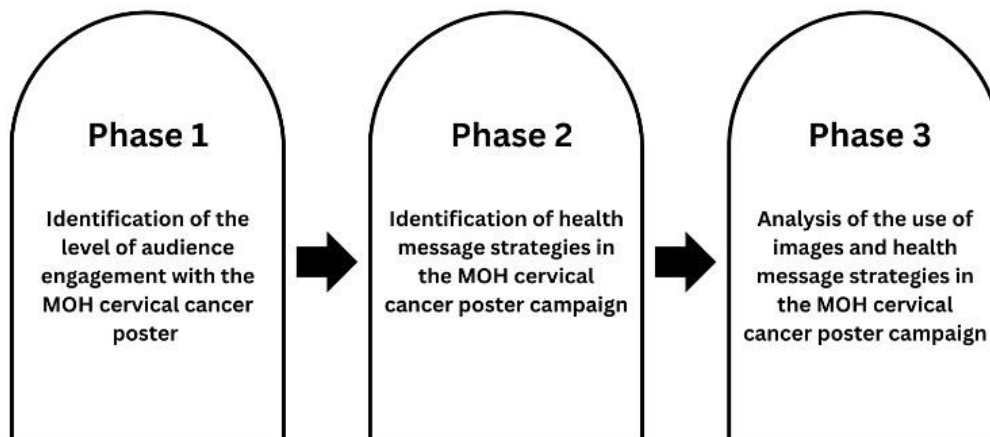 Phase 1
Identification of the
level of audience
engagement with the
MOH cervical cancer
poster
Phase 2
Identification of health
message strategies in
the MOH cervical
cancer poster campaign
Phase 3
Analysis of the use of
images and health
message strategies in
the MOH cervical
cancer poster campaign